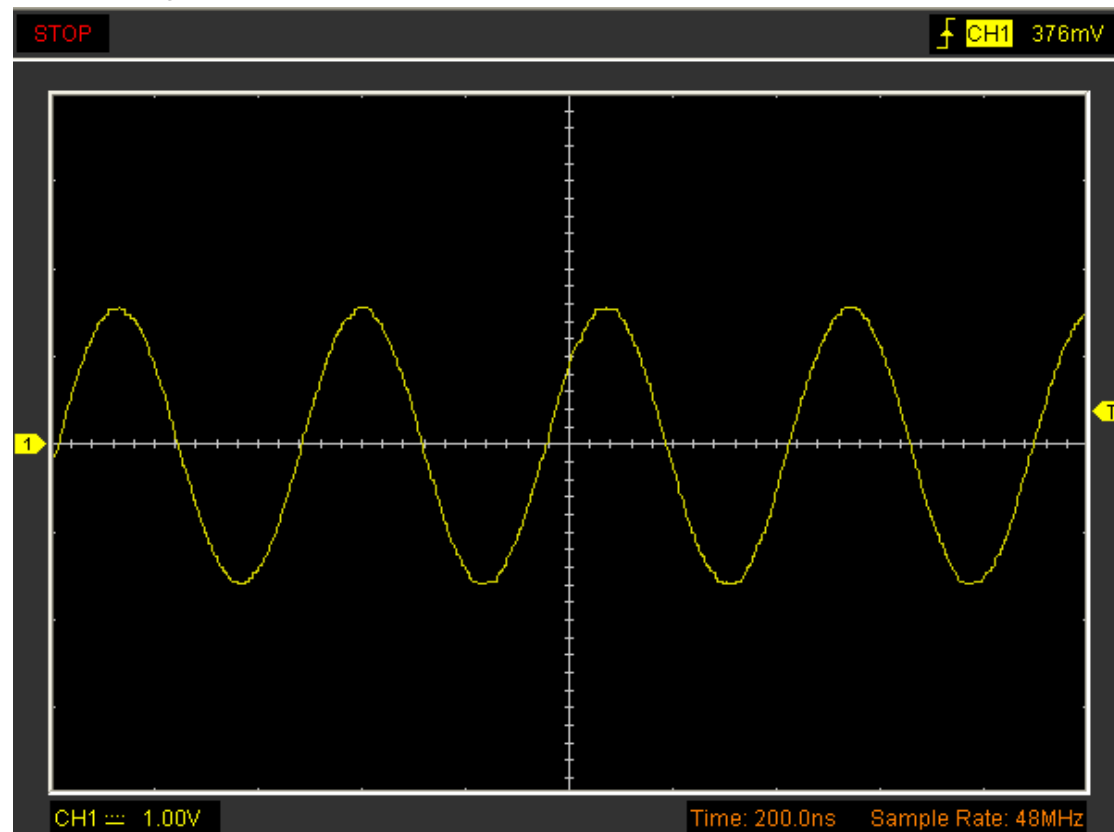 STOP
CH1 376mV
1
T
CH1 1.00V
Time: 200.0ns Sample Rate: 48MHz